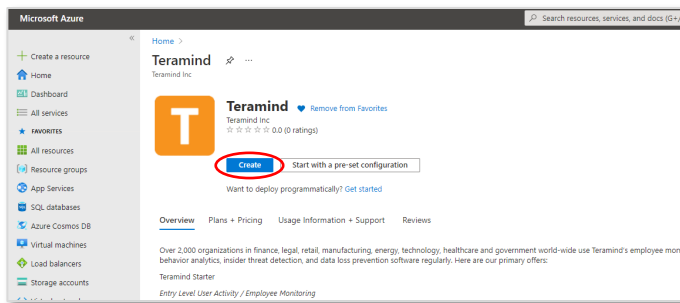 Microsoft Azure
Search resources, services, and docs (G+/
«
Create a resource
Home
Dashboard
All services
FAVORITES
All resources
Resource groups
App Services
SQL databases
Azure Cosmos DB
Virtual machines
Load balancers
Storage accounts
Home >
Teramind ...
Teramind Inc
T
Teramind Remove from Favorites
Teramind Inc
0.0 (0 ratings)
Create Start with a pre-set configuration
Want to deploy programmatically? Get started
Overview Plans + Pricing Usage Information + Support Reviews
Over 2,000 organizations in finance, legal, retail, manufacturing, energy, technology, healthcare and government world-wide use Teramind's employee mon
behavior analytics, insider threat detection, and data loss prevention software regularly. Here are our primary offers:
Teramind Starter
Entry Level User Activity / Employee Monitoring